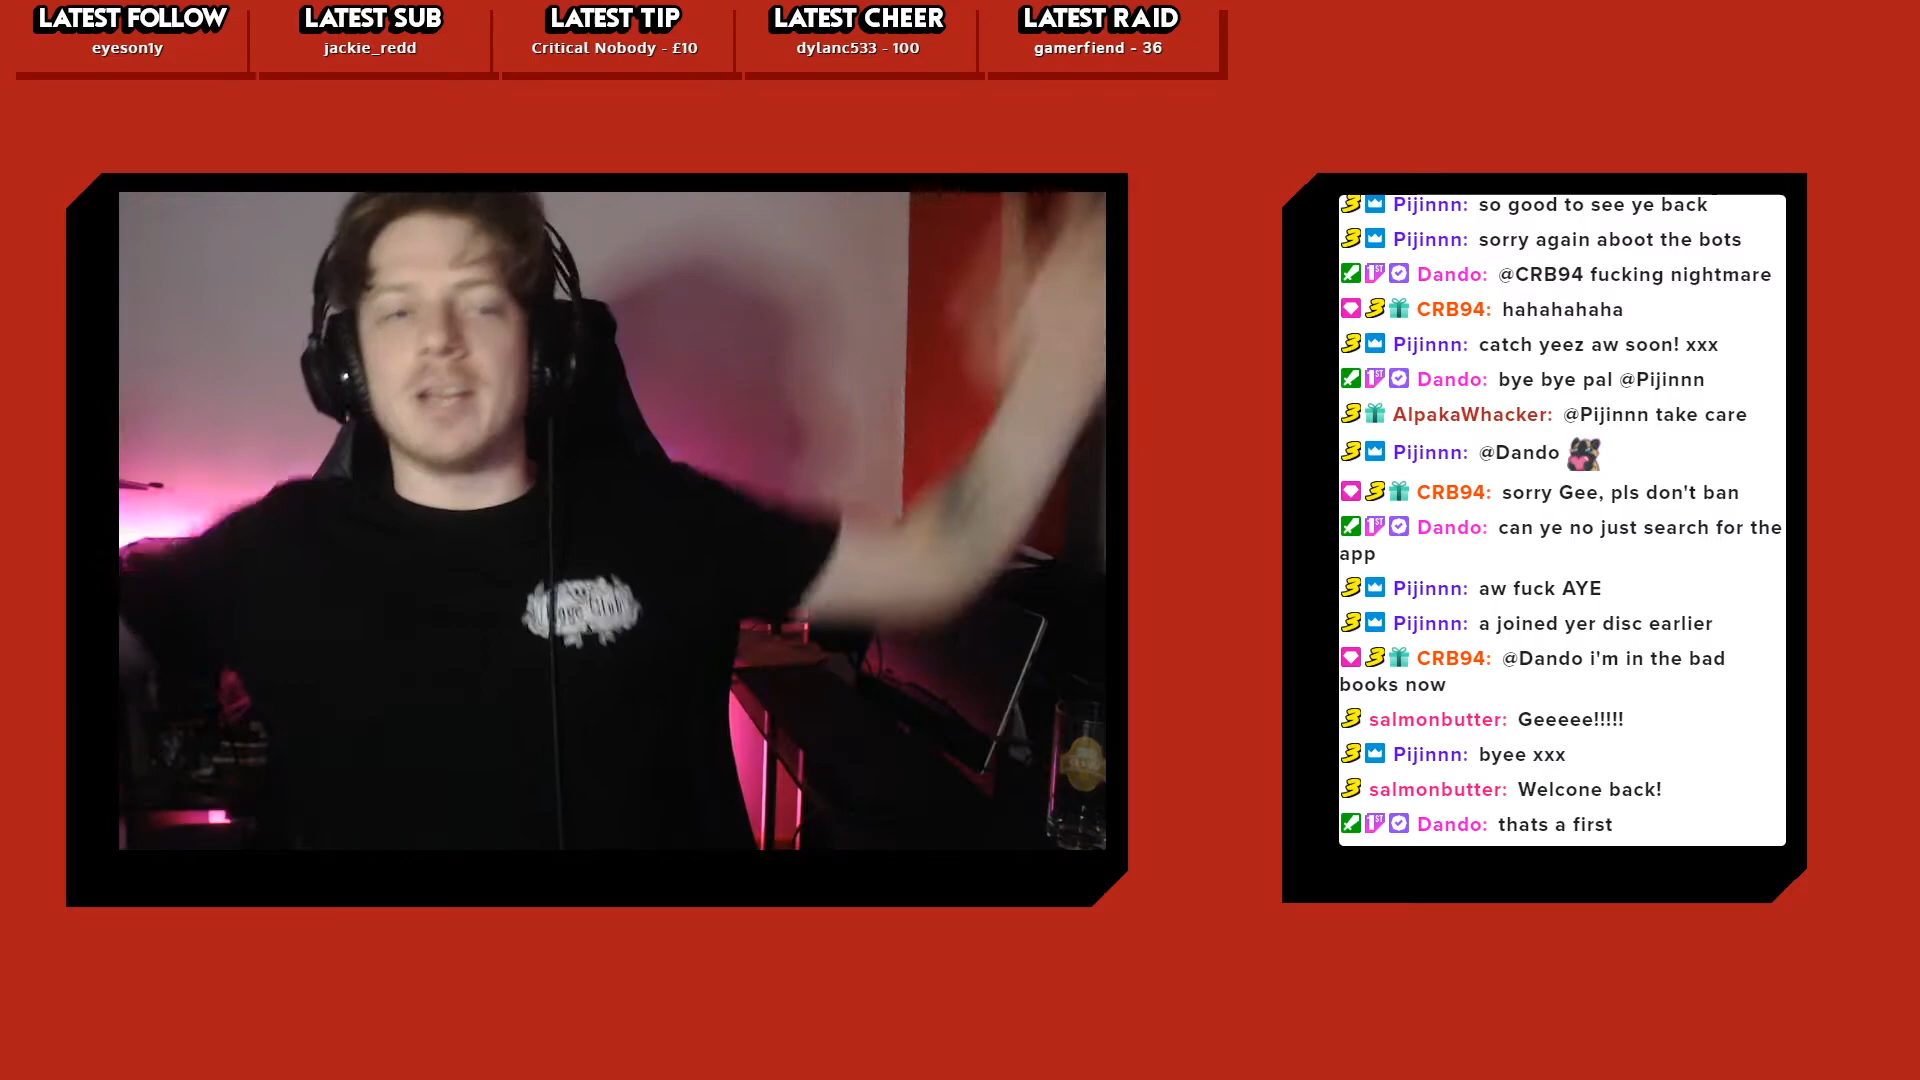 LATEST FOLLOW
eyeson1y
LATEST SUB
jackie_redd
LATEST TIP
Critical Nobody - £10
LATEST CHEER
dylanc533 - 100
LATEST RAID
gamerfiend - 36
Pijinnn: so good to see ye back
Pijinnn: sorry again aboot the bots
1ST Dando: @CRB94 fucking nightmare
CRB94: hahahahaha
Pijinnn: catch yeez aw soon! xxx
1ST Dando: bye bye pal @Pijinnn
AlpakaWhacker: @Pijinnn take care
Pijinnn: @Dando
CRB94: sorry Gee, pls don't ban
1ST Dando: can ye no just search for the
app
Pijinnn: aw fuck AYE
Pijinnn: a joined yer disc earlier
CRB94: @Dando i'm in the bad
books now
salmonbutter: Geeeee!!!!!
Pijinnn: byee xxx
salmonbutter: Welcone back!
1ST Dando: thats a first